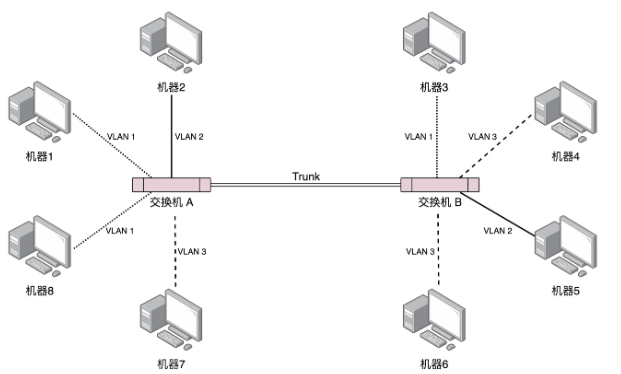 机器2
机器3
VLAN 1
VLAN 2
VLAN 1
VLAN 3
机器1
机器4
Trunk
交换机 A
交换机 B
VLAN 1
VLAN 2
VLAN 3
VLAN 3
机器8
机器5
机器7
机器6